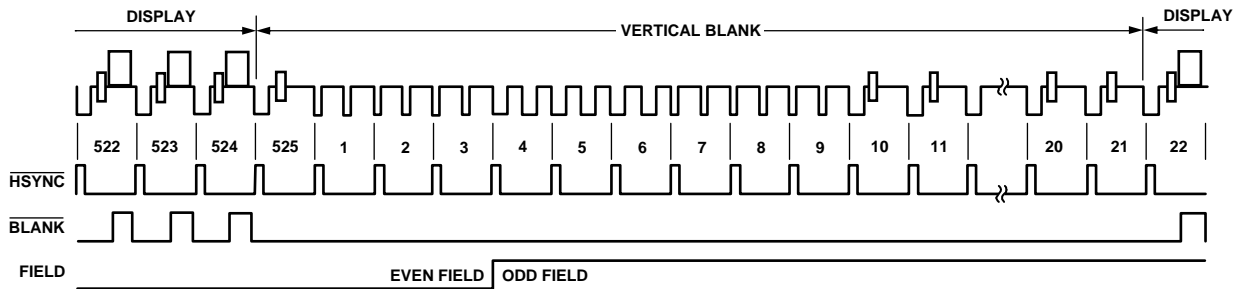 DISPLAY VERTICAL BLANK DISPLAY
522 523 524 525 1 2 3 4 5 6 7 8 9 10 11 20 21 22
HSYNC
BLANK
FIELD EVEN FIELD ODD FIELD